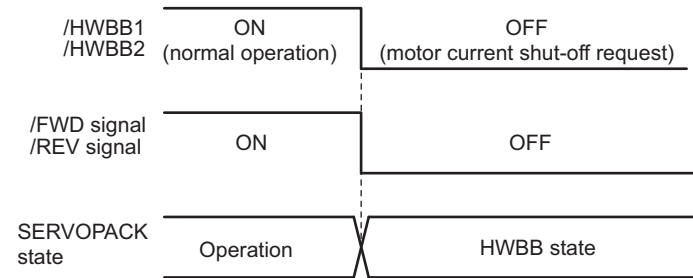 /HWBB1
/HWBB2
ON
(normal operation)
OFF
(motor current shut-off request)
/FWD signal
/REV signal
ON
OFF
SERVOPACK
state
Operation
HWBB state